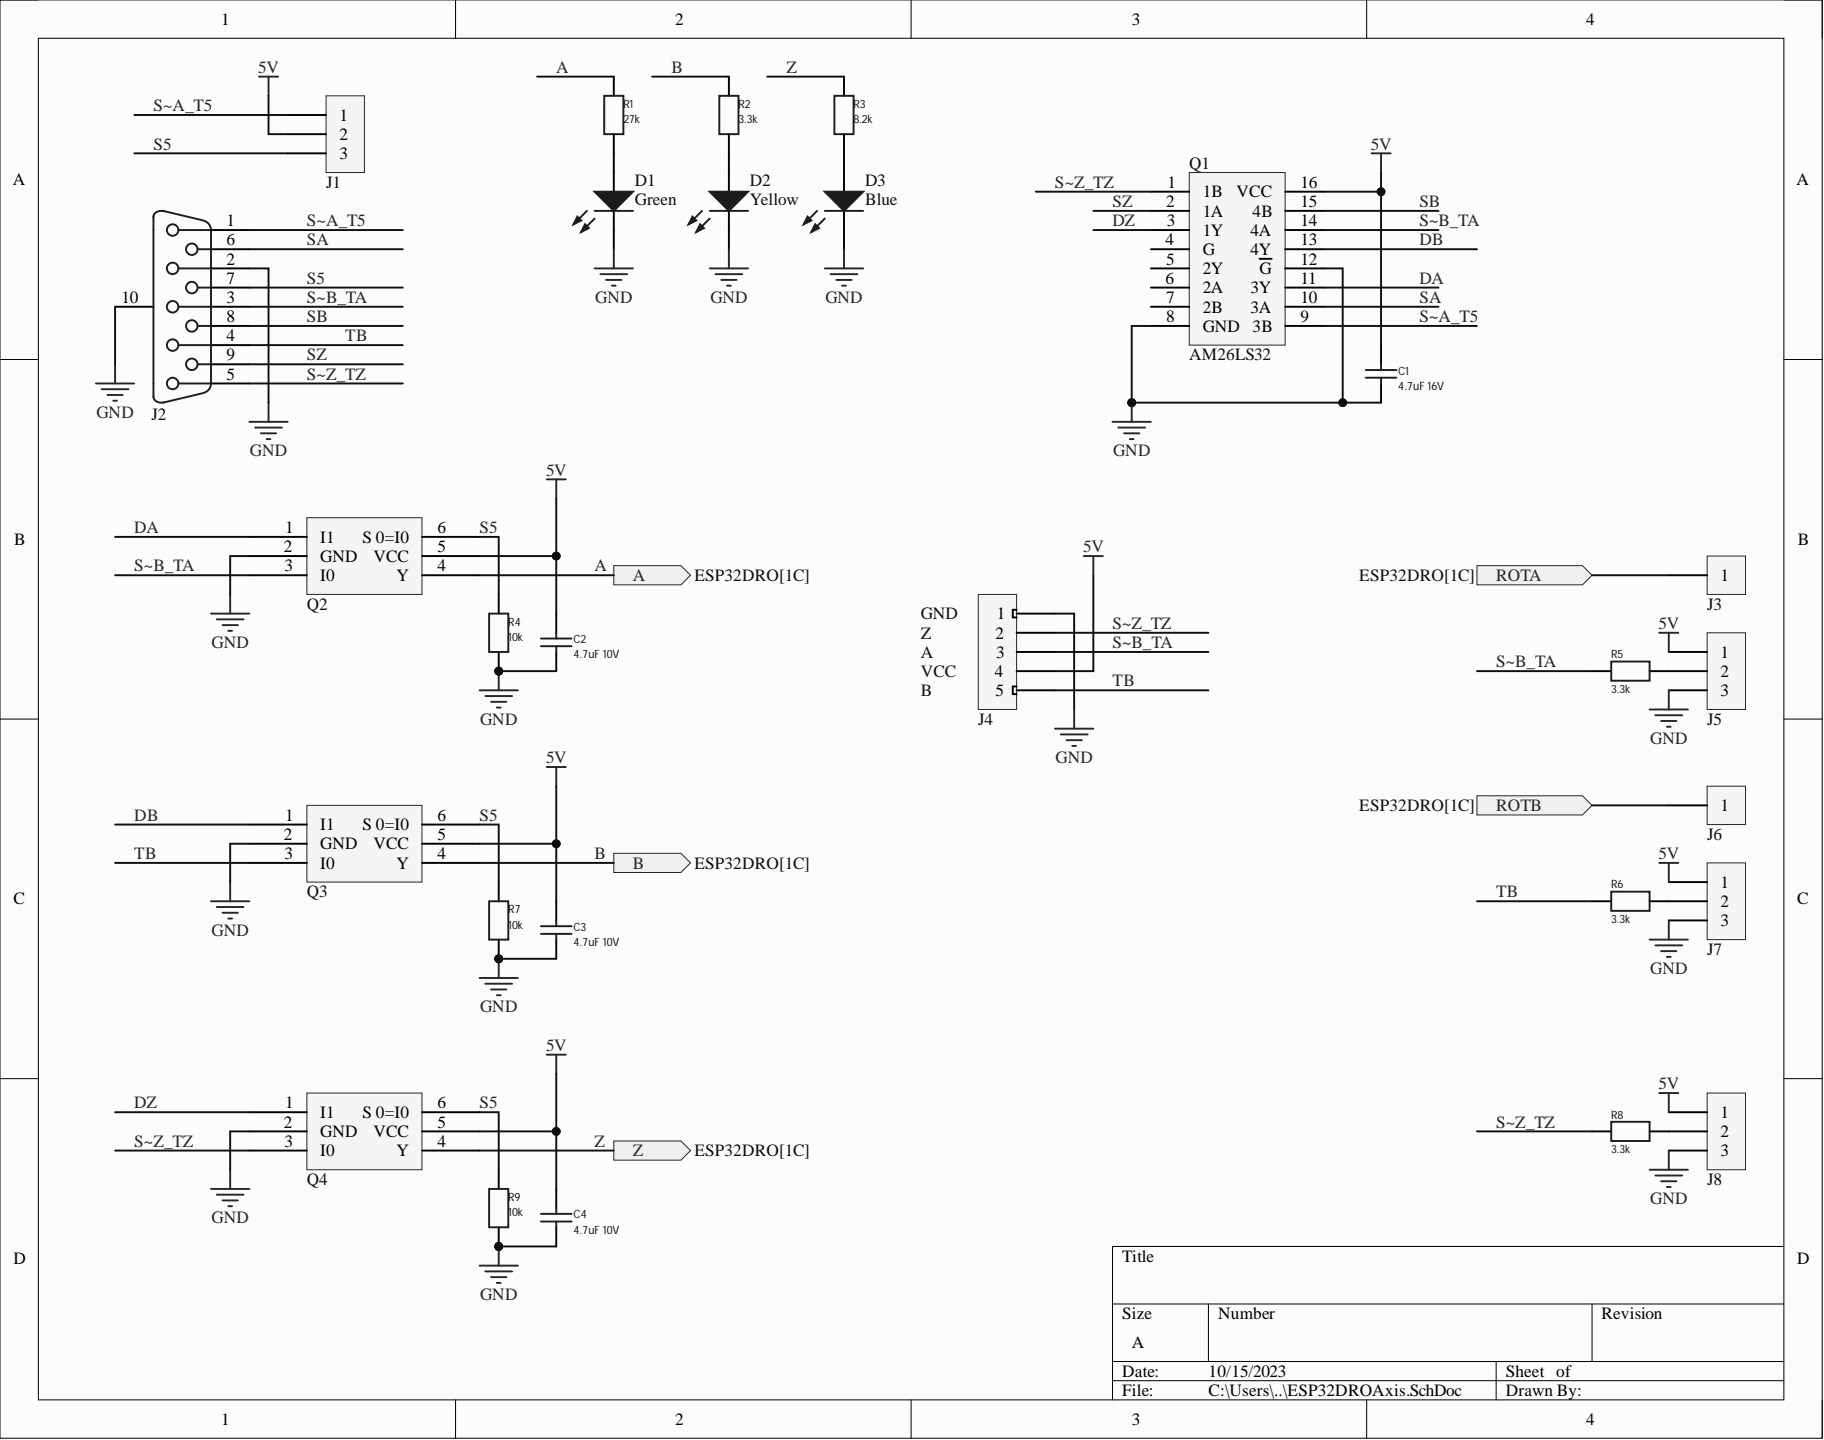 1 2 3 4
A
B
C
D
A
B
C
D
1 2 3 4
5V
S~A_T5
S5
1
2
3
J1
1 S~A_T5
6 SA
2
7 S5
3 S~B_TA
8 SB
4 TB
9 SZ
5 S~Z_TZ
10
GND
J2
GND
A
R1
27k
D1
Green
GND
B
R2
3.3k
D2
Yellow
GND
Z
R3
8.2k
D3
Blue
GND
5V
Q1
S~Z_TZ 1 1B VCC 16
SZ 2 1A 4B 15 SB
DZ 3 1Y 4A 14 S~B_TA
4 G 4Y 13 DB
5 2Y G 12
6 2A 3Y 11 DA
7 2B 3A 10 SA
8 GND 3B 9 S~A_T5
AM26LS32
C1
4.7uF 16V
GND
5V
DA 1 I1 S 0=I0 6 S5
2 GND VCC 5
S~B_TA 3 I0 Y 4 A A ESP32DRO[1C]
Q2
GND
R4
10k
C2
4.7uF 10V
GND
5V
DB 1 I1 S 0=I0 6 S5
2 GND VCC 5
TB 3 I0 Y 4 B B ESP32DRO[1C]
Q3
GND
R7
10k
C3
4.7uF 10V
GND
5V
DZ 1 I1 S 0=I0 6 S5
2 GND VCC 5
S~Z_TZ 3 I0 Y 4 Z Z ESP32DRO[1C]
Q4
GND
R9
10k
C4
4.7uF 10V
GND
5V
GND 1
Z 2 S~Z_TZ
A 3 S~B_TA
VCC 4
B 5 TB
J4
GND
ESP32DRO[1C] ROTA 1
J3
5V
S~B_TA
R5
3.3k
1
2
3
J5
GND
ESP32DRO[1C] ROTB 1
J6
5V
TB
R6
3.3k
1
2
3
J7
GND
5V
S~Z_TZ
R8
3.3k
1
2
3
J8
GND
Title
Size Number Revision
A
Date: 10/15/2023 Sheet of
File: C:\Users\..\ESP32DROAxis.SchDoc Drawn By: